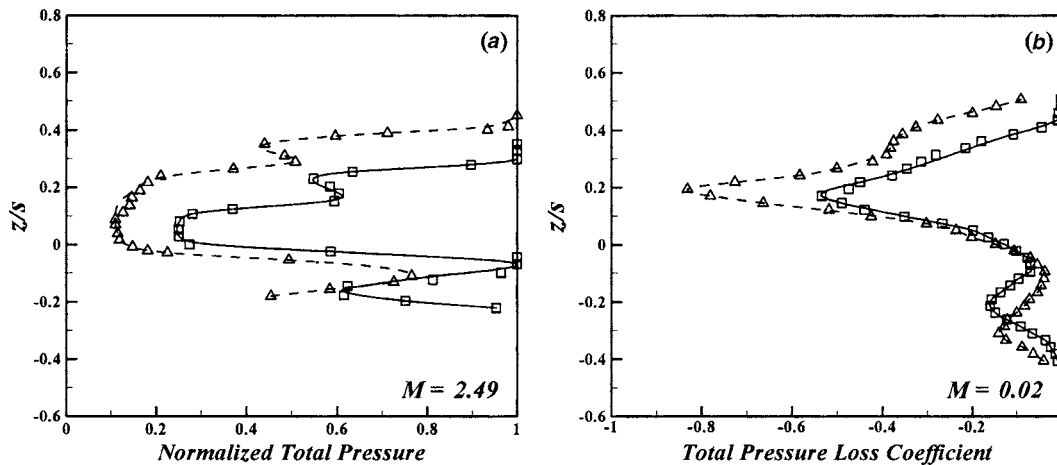 (a)
0.8
0.6
0.4
0.2
0
-0.2
-0.4
-0.6
z/s
0 0.2 0.4 0.6 0.8 1
M = 2.49
Normalized Total Pressure
(b)
0.8
0.6
0.4
0.2
0
-0.2
-0.4
-0.6
z/s
-1 -0.8 -0.6 -0.4 -0.2
M = 0.02
Total Pressure Loss Coefficient